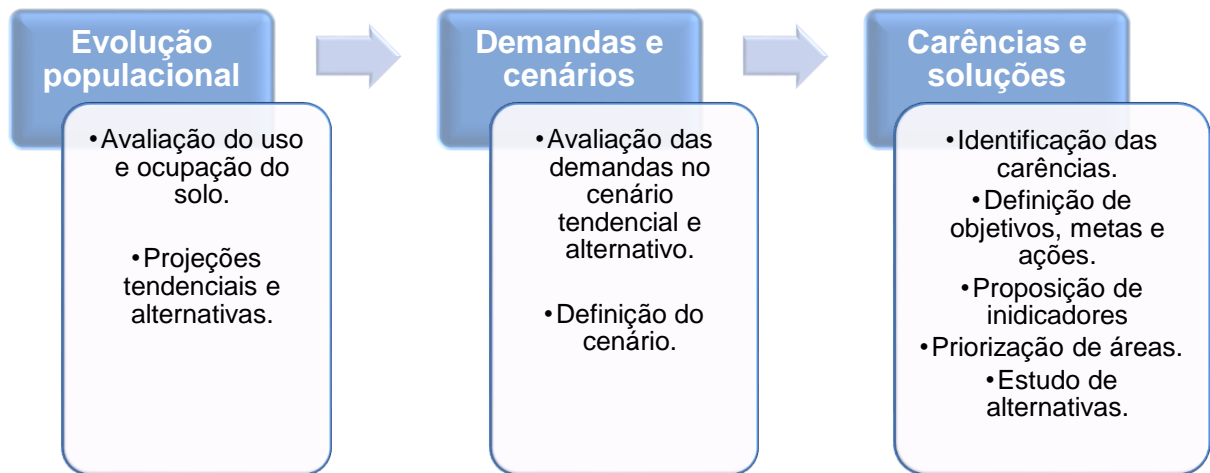 Evolução
populacional
•Avaliação do uso
e ocupação do
solo.
•Projeções
tendenciais e
alternativas.
Demandas e
cenários
•Avaliação das
demandas no
cenário
tendencial e
alternativo.
•Definição do
cenário.
Carências e
soluções
•Identificação das
carências.
•Definição de
objetivos, metas e
ações.
•Proposição de
inidicadores
•Priorização de áreas.
•Estudo de
alternativas.